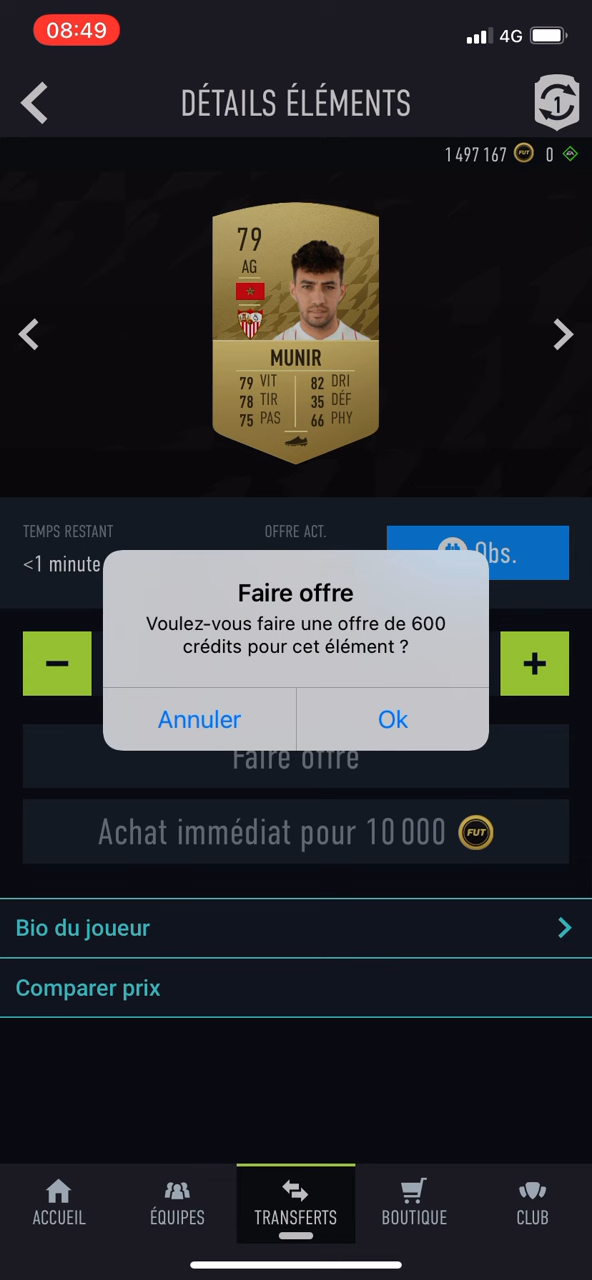 08:49
4G
DÉTAILS ÉLÉMENTS
1
1 497 167 FUT 0
79
AG
MUNIR
79 VIT 82 DRI
78 TIR 35 DÉF
75 PAS 66 PHY
TEMPS RESTANT OFFRE ACT.
<1 minute
Obs.
Faire offre
Voulez-vous faire une offre de 600
crédits pour cet élément ?
− +
Annuler Ok
Faire offre
Achat immédiat pour 10 000 FUT
Bio du joueur
Comparer prix
ACCUEIL ÉQUIPES TRANSFERTS BOUTIQUE CLUB